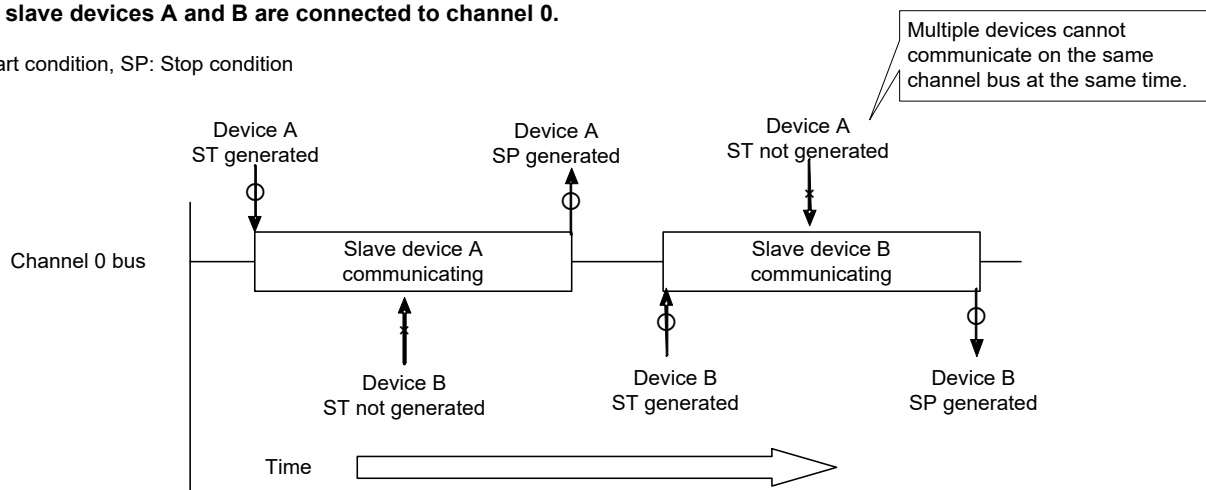 slave devices A and B are connected to channel 0.
art condition, SP: Stop condition
Multiple devices cannot
communicate on the same
channel bus at the same time.
Device A
ST generated
Device A
SP generated
Device A
ST not generated
Channel 0 bus
Slave device A
communicating
Slave device B
communicating
Device B
ST not generated
Device B
ST generated
Device B
SP generated
Time